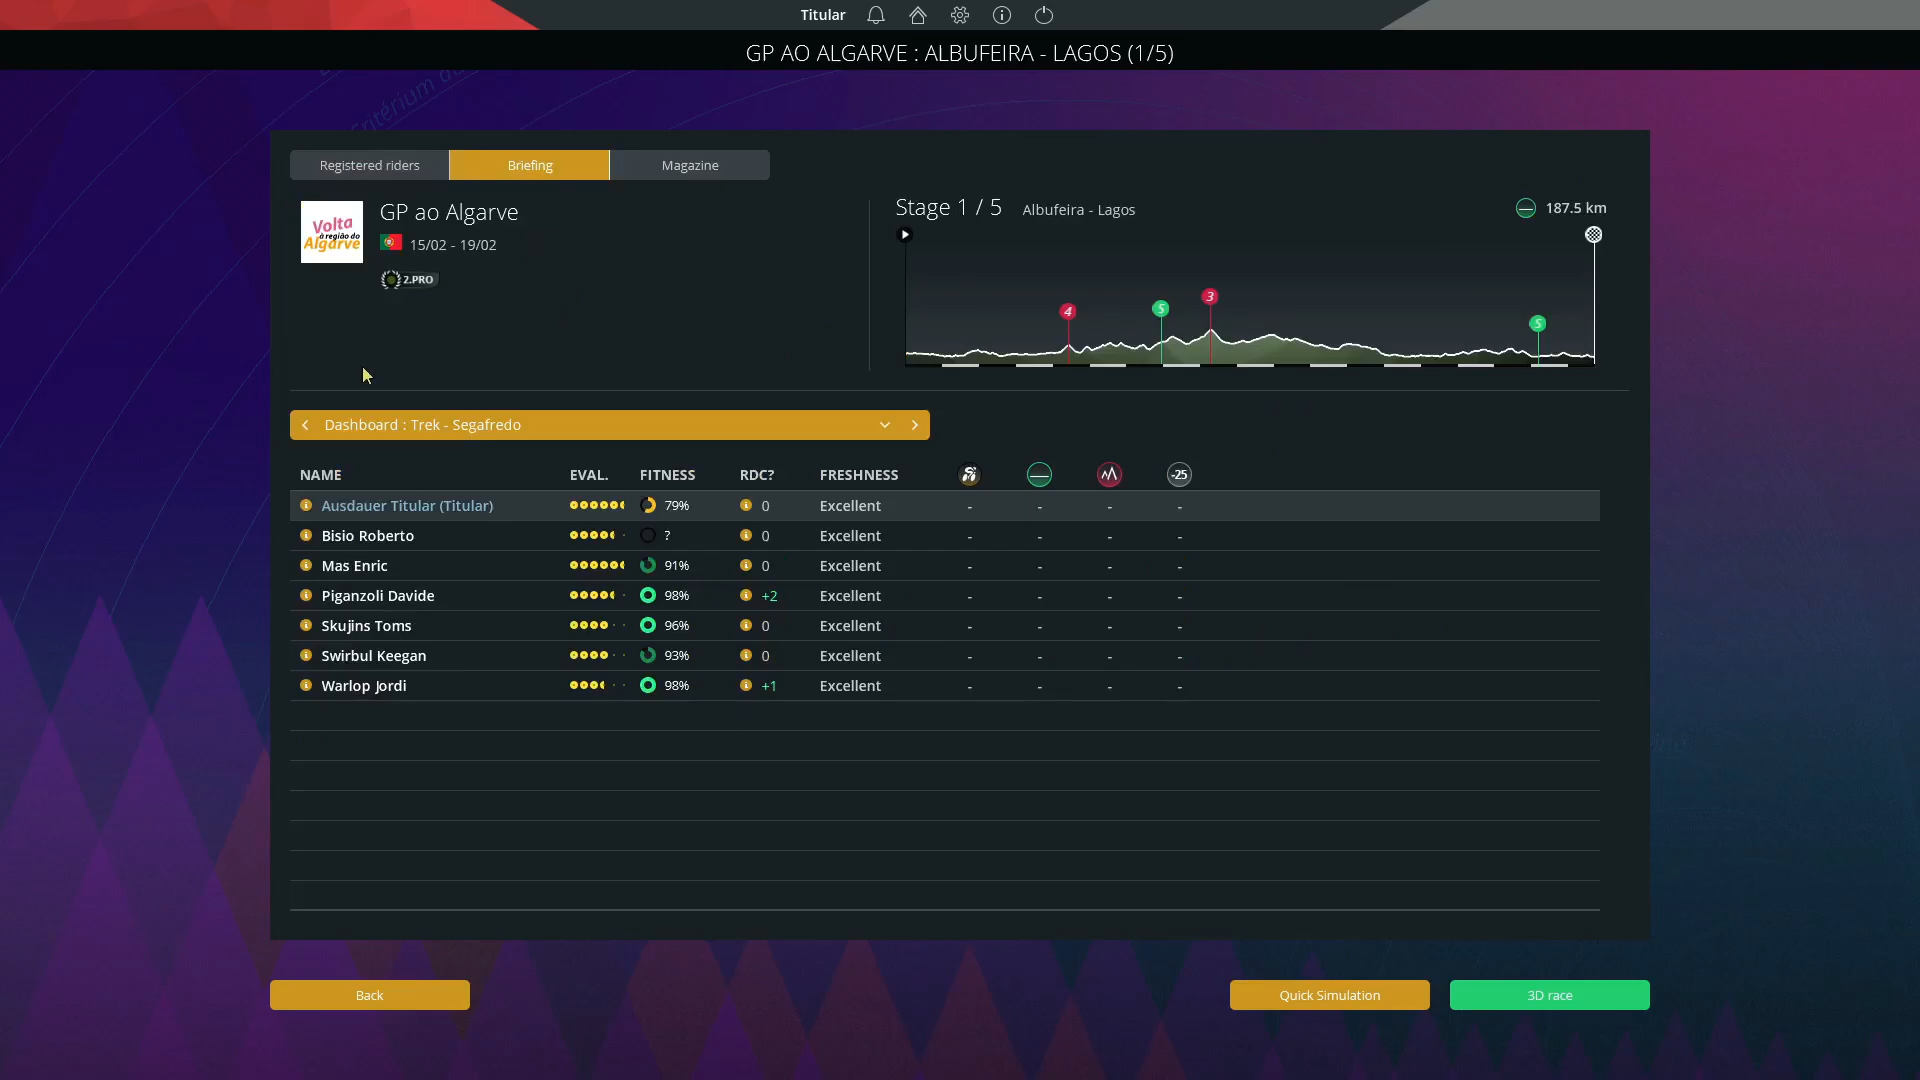 Titular
GP AO ALGARVE : ALBUFEIRA - LAGOS (1/5)
Registered riders
Briefing
Magazine
Volta
à região do
Algarve
GP ao Algarve
15/02 - 19/02
2.PRO
Stage 1 / 5 Albufeira - Lagos
187.5 km
4
S
3
S
Dashboard : Trek - Segafredo
NAME EVAL. FITNESS RDC? FRESHNESS -25
Ausdauer Titular (Titular) 79% 0 Excellent - - - -
Bisio Roberto ? 0 Excellent - - - -
Mas Enric 91% 0 Excellent - - - -
Piganzoli Davide 98% +2 Excellent - - - -
Skujins Toms 96% 0 Excellent - - - -
Swirbul Keegan 93% 0 Excellent - - - -
Warlop Jordi 98% +1 Excellent - - - -
Back
Quick Simulation
3D race